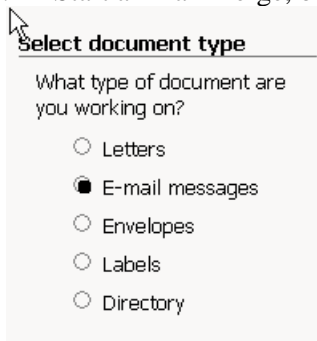 Select document type
What type of document are
you working on?
Letters
E-mail messages
Envelopes
Labels
Directory